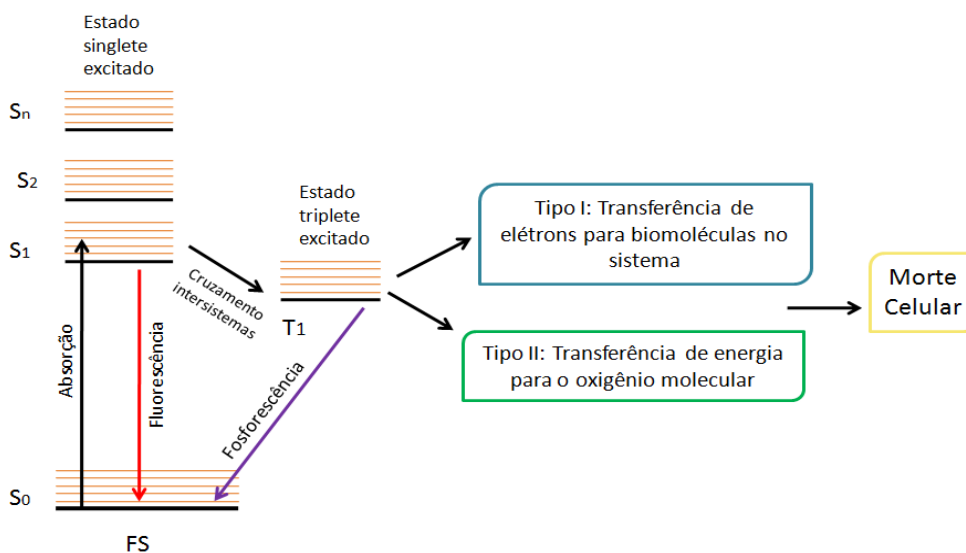 Estado
singlete
excitado
Sn
S2
S1
Absorção
Fluorescência
Cruzamento
intersistemas
Estado
triplete
excitado
T1
Fosforescência
S0
FS
Tipo I: Transferência de
elétrons para biomoléculas no
sistema
Tipo II: Transferência de energia
para o oxigênio molecular
Morte
Celular